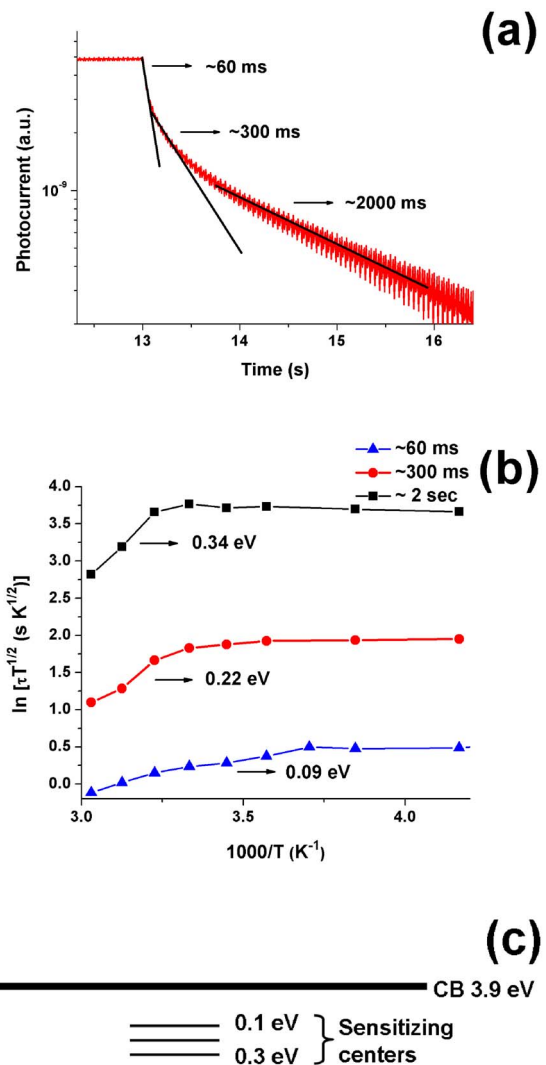 (a)
~60 ms
~300 ms
~2000 ms
Photocurrent (a.u.)
10⁻⁹
13 14 15 16
Time (s)
(b)
~60 ms
~300 ms
~ 2 sec
4.0
3.5
3.0
2.5
2.0
1.5
1.0
0.5
0.0
ln [τT^1/2 (s K^1/2)]
0.34 eV
0.22 eV
0.09 eV
3.0 3.5 4.0
1000/T (K⁻¹)
(c)
CB 3.9 eV
0.1 eV
0.3 eV
Sensitizing
centers